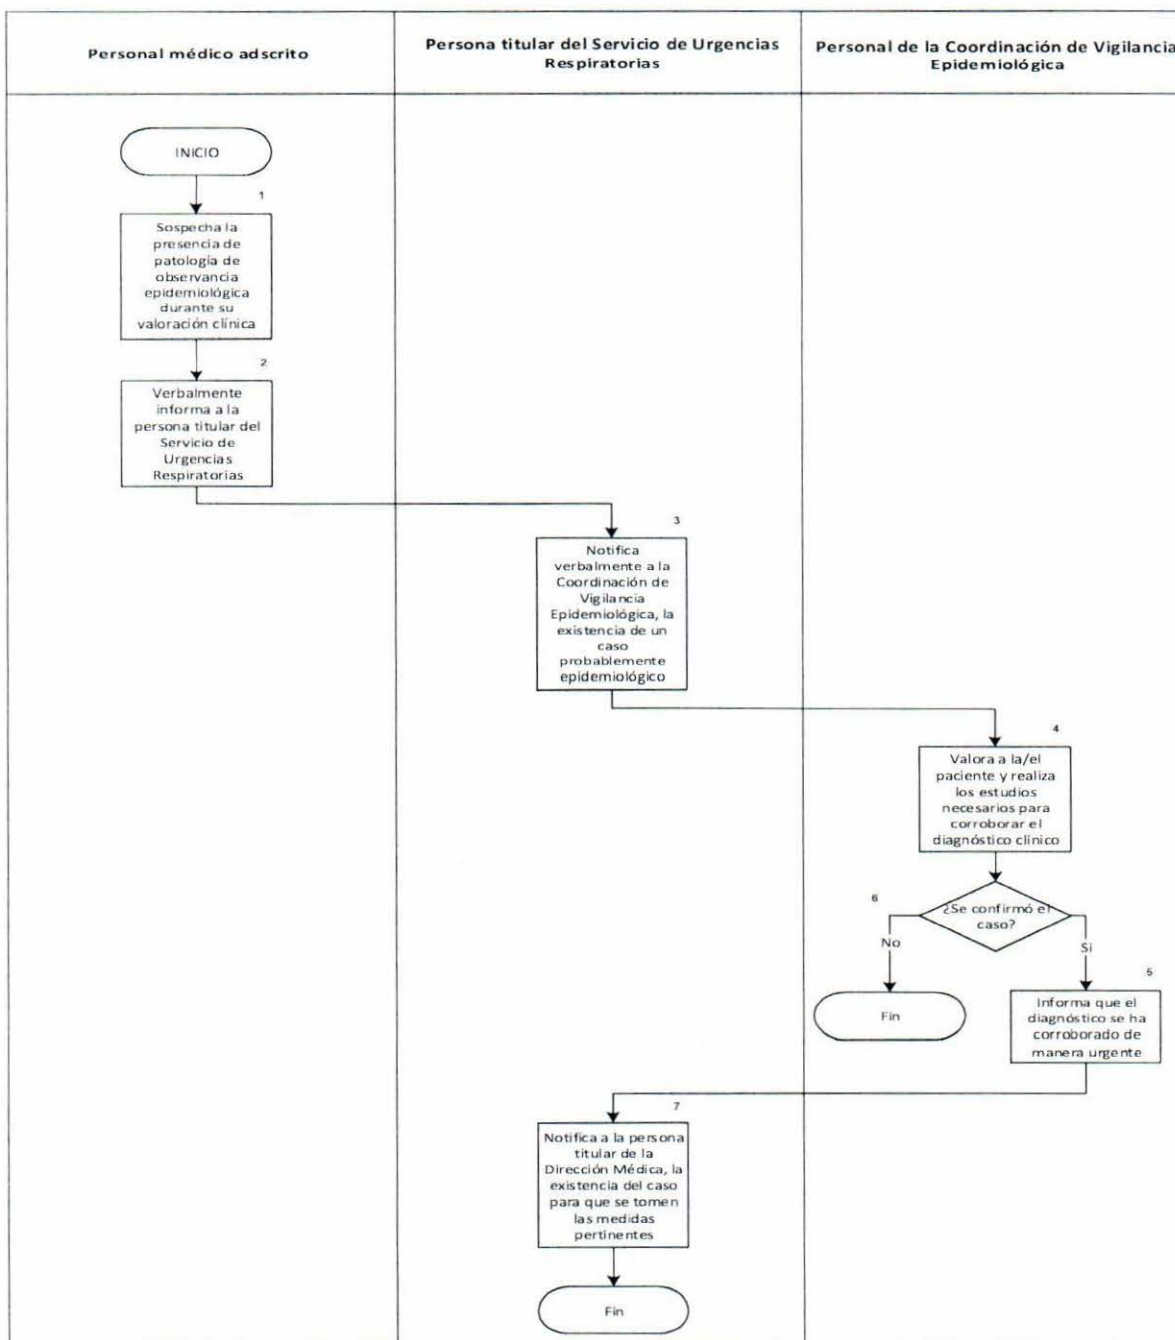 Personal médico adscrito
Persona titular del Servicio de Urgencias
Respiratorias
Personal de la Coordinación de Vigilancia
Epidemiológica
INICIO
1
Sospecha la
presencia de
patología de
observancia
epidemiológica
durante su
valoración clínica
2
Verbalmente
informa a la
persona titular del
Servicio de
Urgencias
Respiratorias
3
Notifica
verbalmente a la
Coordinación de
Vigilancia
Epidemiológica, la
existencia de un
caso
probablemente
epidemiológico
4
Valora a la/el
paciente y realiza
los estudios
necesarios para
corroborar el
diagnóstico clínico
6
¿Se confirmó el
caso?
No
Si
5
Fin
Informa que el
diagnóstico se ha
corroborado de
manera urgente
7
Notifica a la persona
titular de la
Dirección Médica, la
existencia del caso
para que se tomen
las medidas
pertinentes
Fin